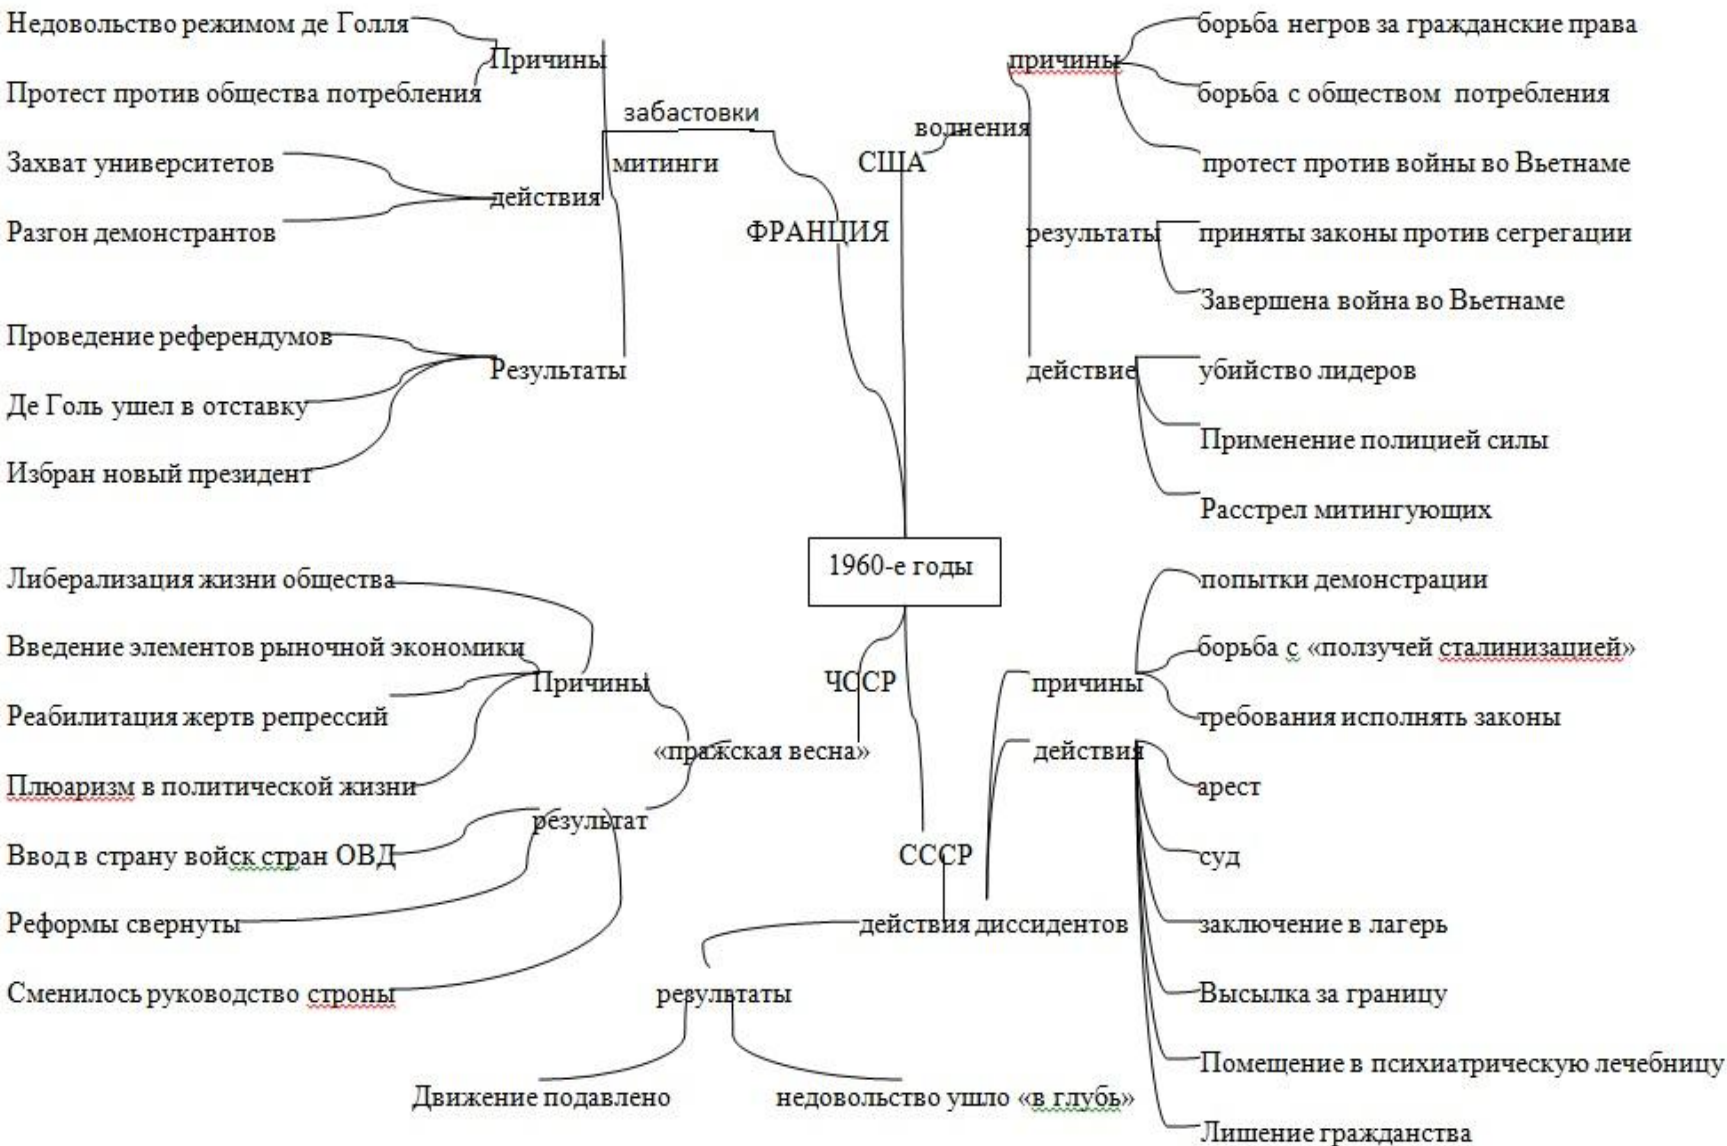 Недовольство режимом де Голля
Причины
Протест против общества потребления
забастовки
митинги
Захват университетов
действия
Разгон демонстрантов
ФРАНЦИЯ
Проведение референдумов
Результаты
Де Голь ушел в отставку
Избран новый президент
борьба негров за гражданские права
причины
борьба с обществом потребления
волнения
США
протест против войны во Вьетнаме
результаты
приняты законы против сегрегации
Завершена война во Вьетнаме
действие
убийство лидеров
Применение полицией силы
Расстрел митингующих
1960-е годы
Либерализация жизни общества
Введение элементов рыночной экономики
Причины
ЧССР
Реабилитация жертв репрессий
«пражская весна»
Плюаризм в политической жизни
результат
Ввод в страну войск стран ОВД
Реформы свернуты
Сменилось руководство строны
попытки демонстрации
борьба с «ползучей сталинизацией»
причины
требования исполнять законы
действия
арест
суд
СССР
действия диссидентов
заключение в лагерь
Высылка за границу
результаты
Помещение в психиатрическую лечебницу
Движение подавлено
недовольство ушло «в глубь»
Лишение гражданства